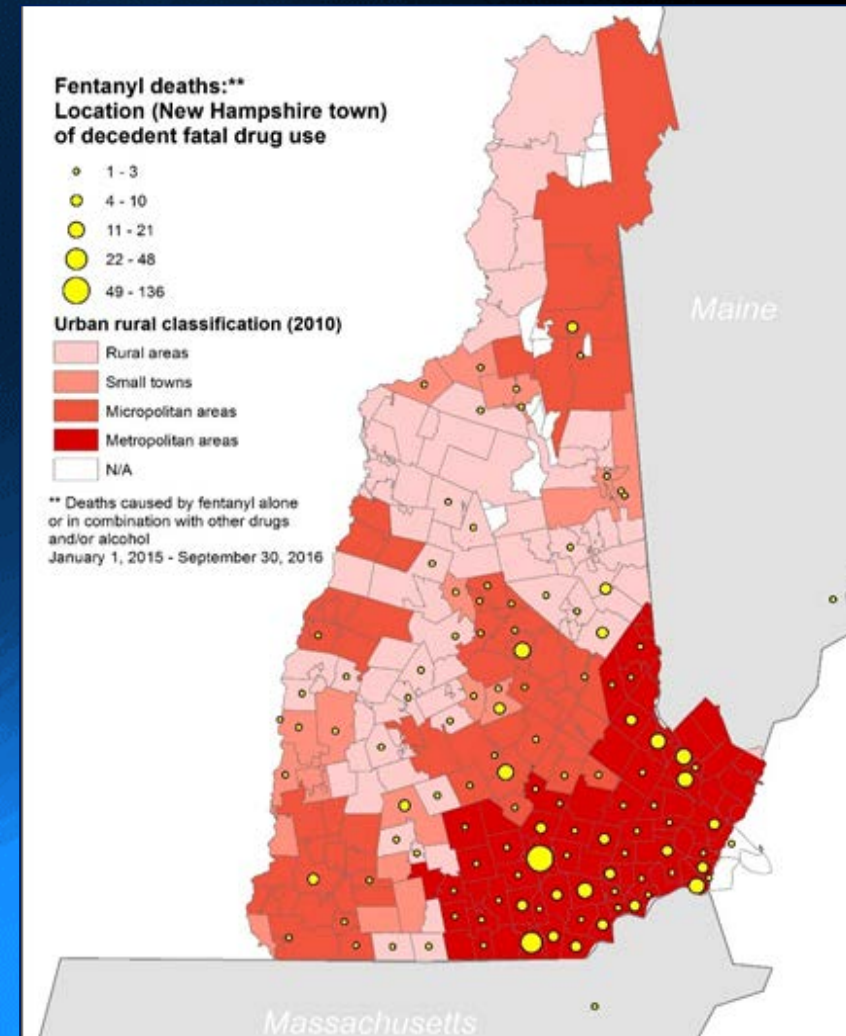 Fentanyl deaths:**
Location (New Hampshire town)
of decedent fatal drug use
1 - 3
4 - 10
11 - 21
22 - 48
49 - 136
Urban rural classification (2010)
Rural areas
Small towns
Micropolitan areas
Metropolitan areas
N/A
** Deaths caused by fentanyl alone
or in combination with other drugs
and/or alcohol
January 1, 2015 - September 30, 2016
Maine
Massachusetts